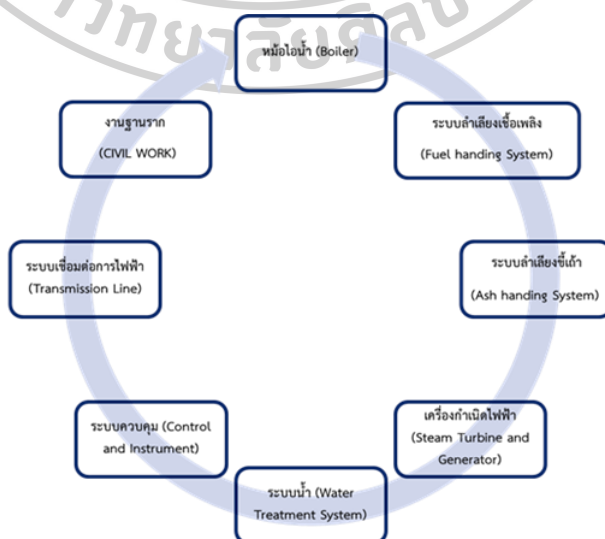 หม้อไอน้ำ (Boiler)
ระบบลำเลียงเชื้อเพลิง
(Fuel handing System)
ระบบลำเลียงขี้เถ้า
(Ash handing System)
เครื่องกำเนิดไฟฟ้า
(Steam Turbine and
Generator)
ระบบน้ำ (Water
Treatment System)
ระบบควบคุม (Control
and Instrument)
ระบบเชื่อมต่อการไฟฟ้า
(Transmission Line)
งานฐานราก
(CIVIL WORK)